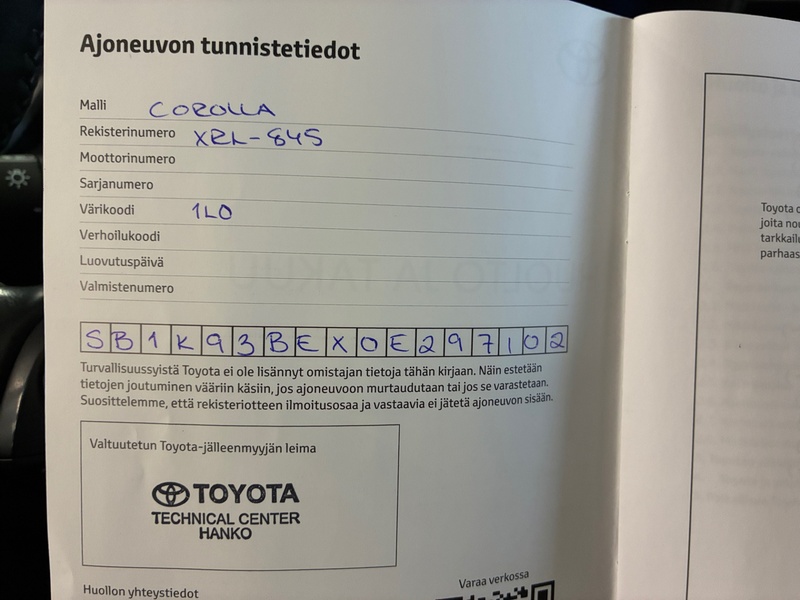 Ajoneuvon tunnistetiedot
Malli COROLLA
Rekisterinumero XRL-845
Moottorinumero
Sarjanumero
Värikoodi 1L0
Verhoilukoodi
Luovutuspäivä
Valmistenumero
SB1K93BEX0E297102
Turvallisuussyistä Toyota ei ole lisännyt omistajan tietoja tähän kirjaan. Näin estetään
tietojen joutuminen vääriin käsiin, jos ajoneuvoon murtaudutaan tai jos se varastetaan.
Suosittelemme, että rekisteriotteen ilmoitusosaa ja vastaavia ei jätetä ajoneuvon sisään.
Valtuutetun Toyota-jälleenmyyjän leima
TOYOTA
TECHNICAL CENTER
HANKO
Huollon yhteystiedot
Varaa verkossa
Toyota
joita
tarkkail
parhaas